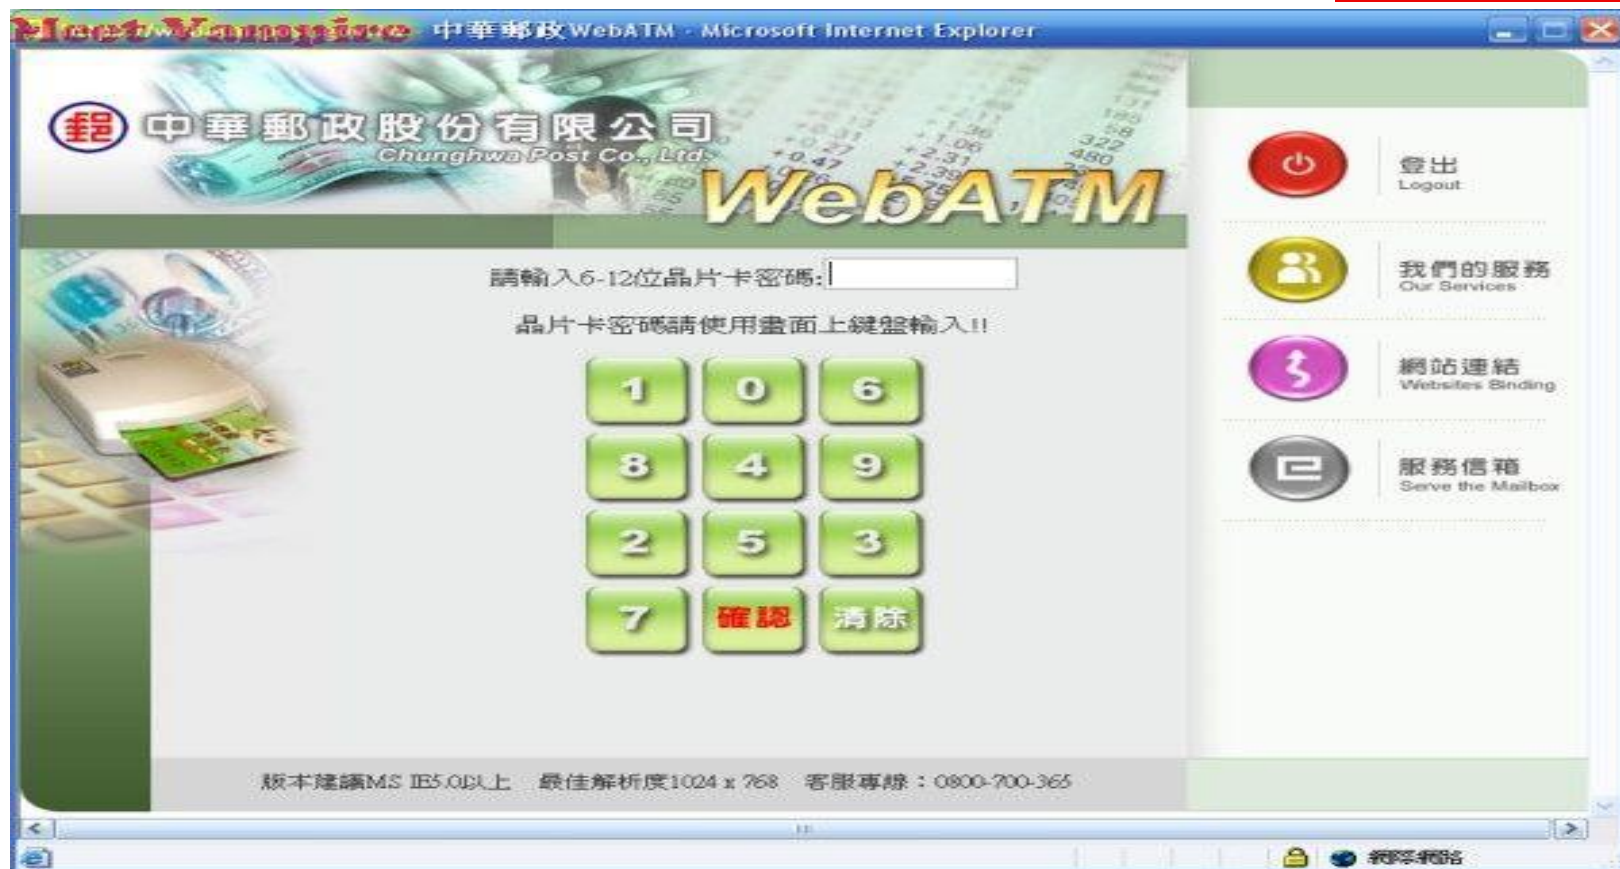 中華郵政WebATM - Microsoft Internet Explorer
郵 中華郵政股份有限公司
Chunghwa Post Co., Ltd.
WebATM
登出
Logout
我們的服務
Our Services
網站連結
Websites Binding
服務信箱
Serve the Mailbox
請輸入6-12位晶片卡密碼:
晶片卡密碼請使用畫面上鍵盤輸入!!
1 0 6
8 4 9
2 5 3
7 確認 清除
版本建議MS IE5.0以上 最佳解析度1024 x 768 客服專線：0800-700-365
網際網路